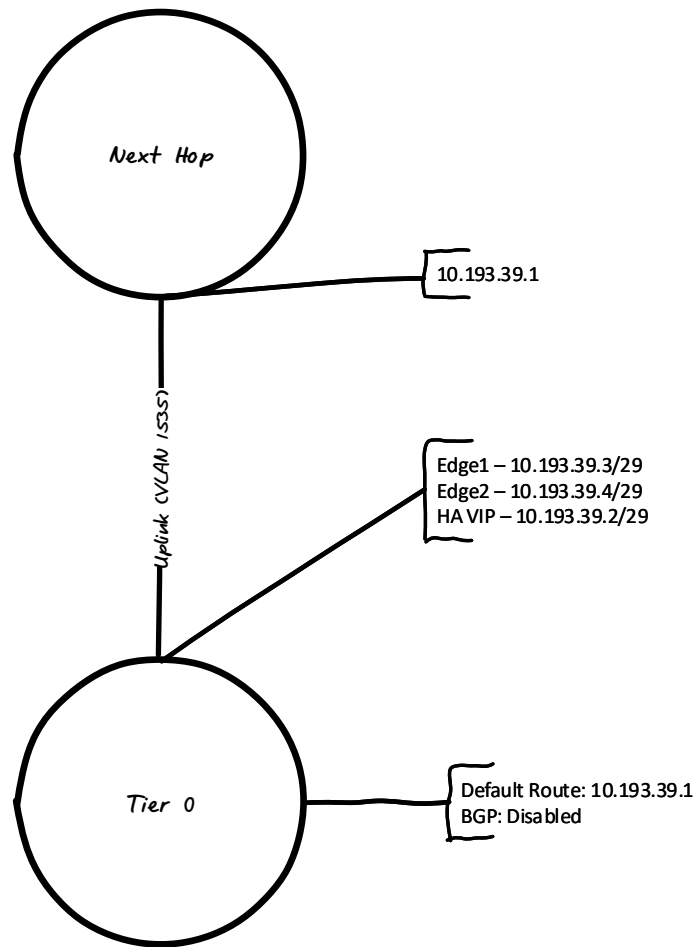 Next Hop
10.193.39.1
Uplink (VLAN 1535)
Edge1 – 10.193.39.3/29
Edge2 – 10.193.39.4/29
HA VIP – 10.193.39.2/29
Tier 0
Default Route: 10.193.39.1
BGP: Disabled